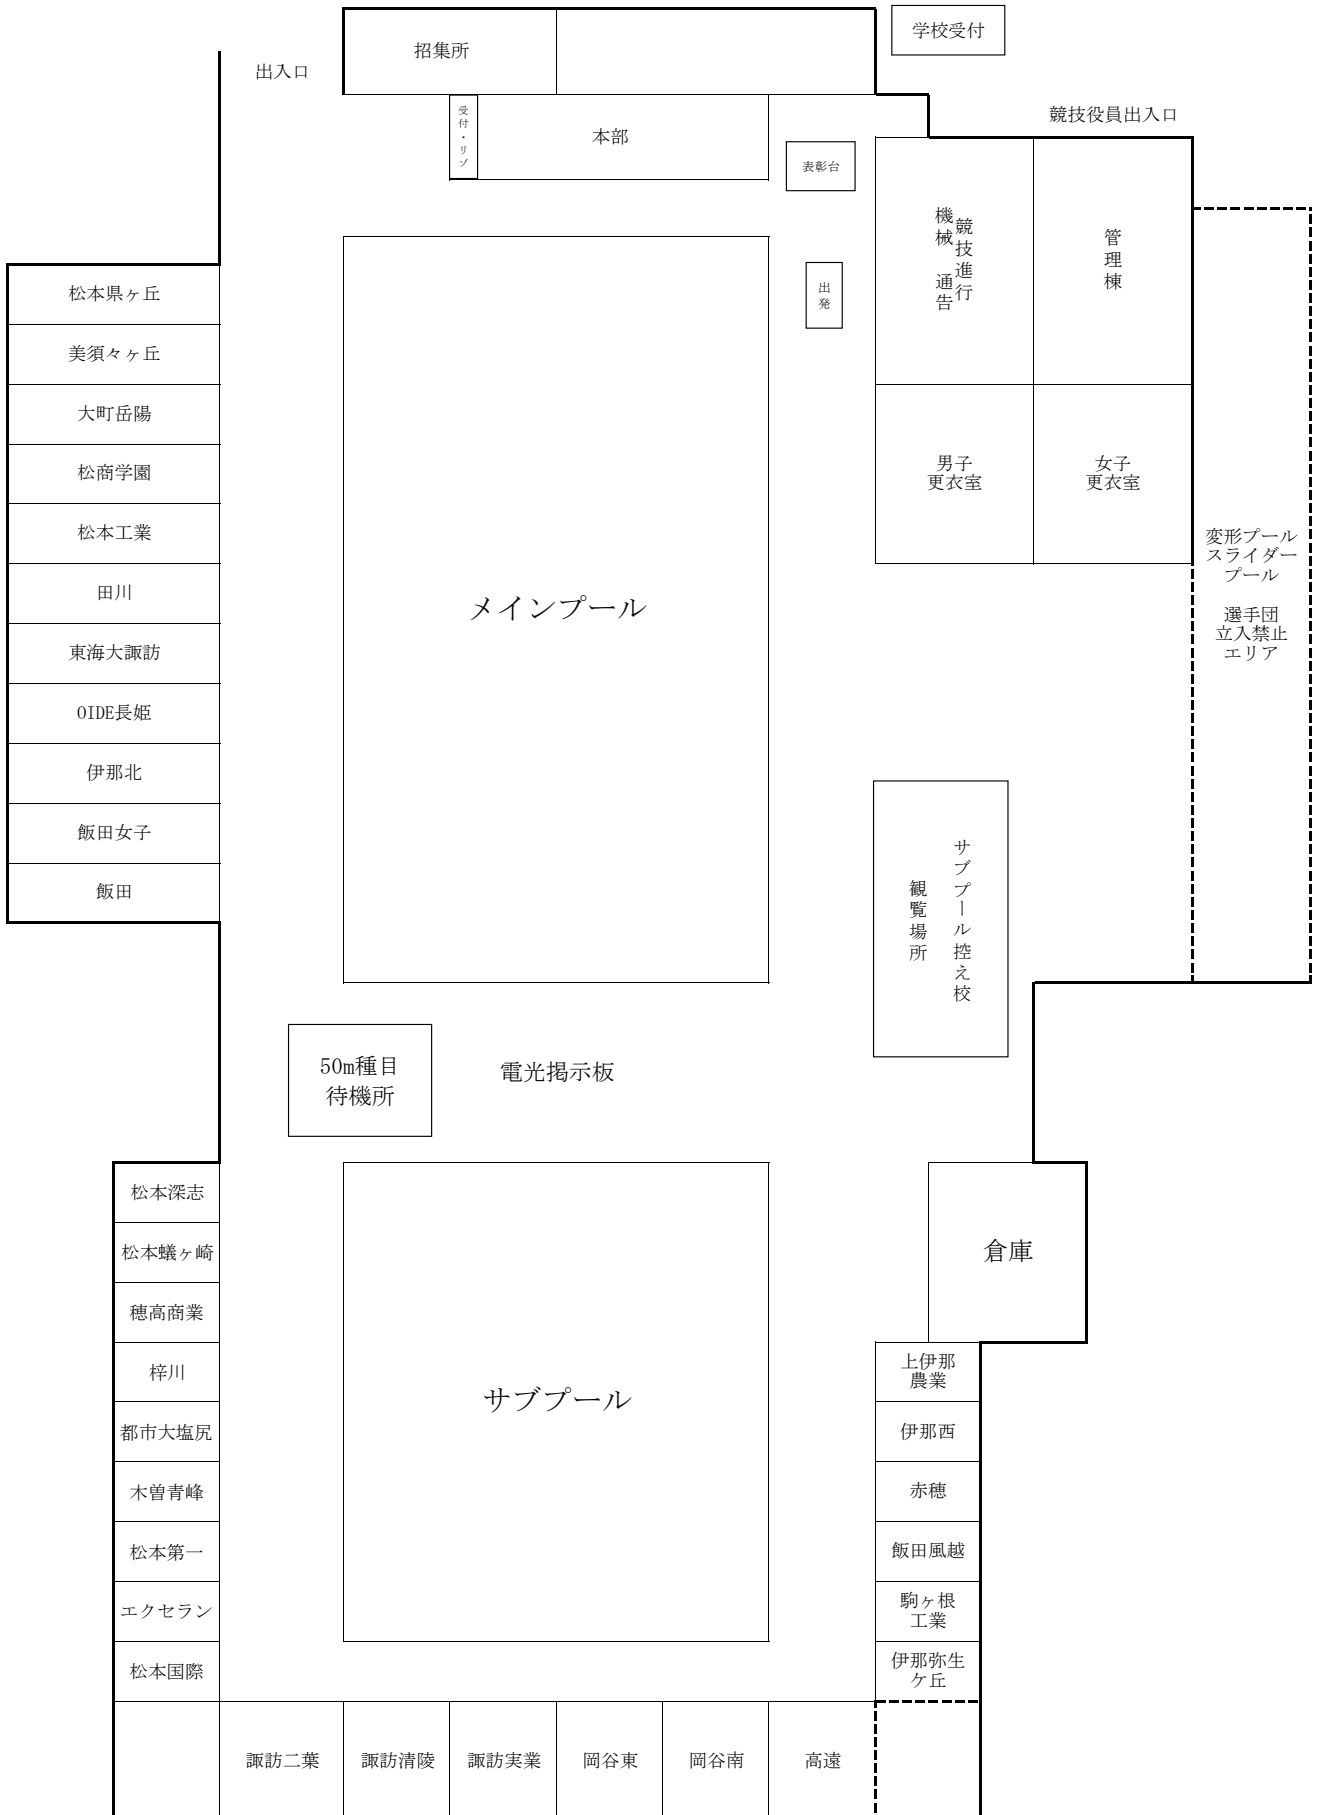 学校受付
招集所
出入口
競技役員出入口
受付・リゾ
本部
表彰台
競技進行
機械　通告
管理棟
出発
松本県ヶ丘
美須々ヶ丘
大町岳陽
松商学園
松本工業
田川
東海大諏訪
OIDE長姫
伊那北
飯田女子
飯田
男子
更衣室
女子
更衣室
メインプール
変形プール
スライダー
プール
選手団
立入禁止
エリア
サブプール控え校
観覧場所
50m種目
待機所
電光掲示板
松本深志
松本蟻ヶ崎
穂高商業
梓川
都市大塩尻
木曽青峰
松本第一
エクセラン
松本国際
サブプール
倉庫
上伊那
農業
伊那西
赤穂
飯田風越
駒ヶ根
工業
伊那弥生
ケ丘
諏訪二葉
諏訪清陵
諏訪実業
岡谷東
岡谷南
高遠